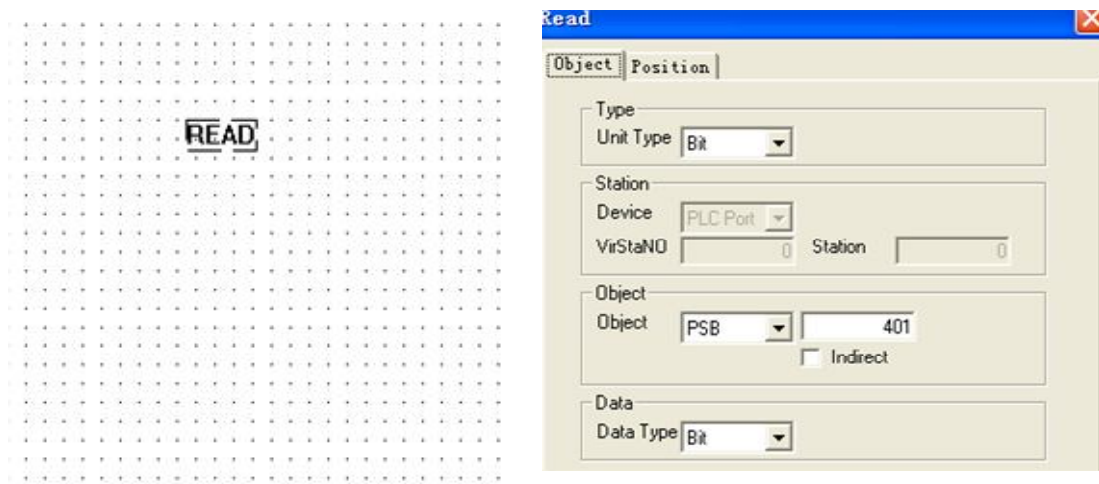 READ
Read
Object Position
Type
Unit Type Bit
Station
Device PLC Port
VirStaNO 0 Station 0
Object
Object PSB 401
Indirect
Data
Data Type Bit